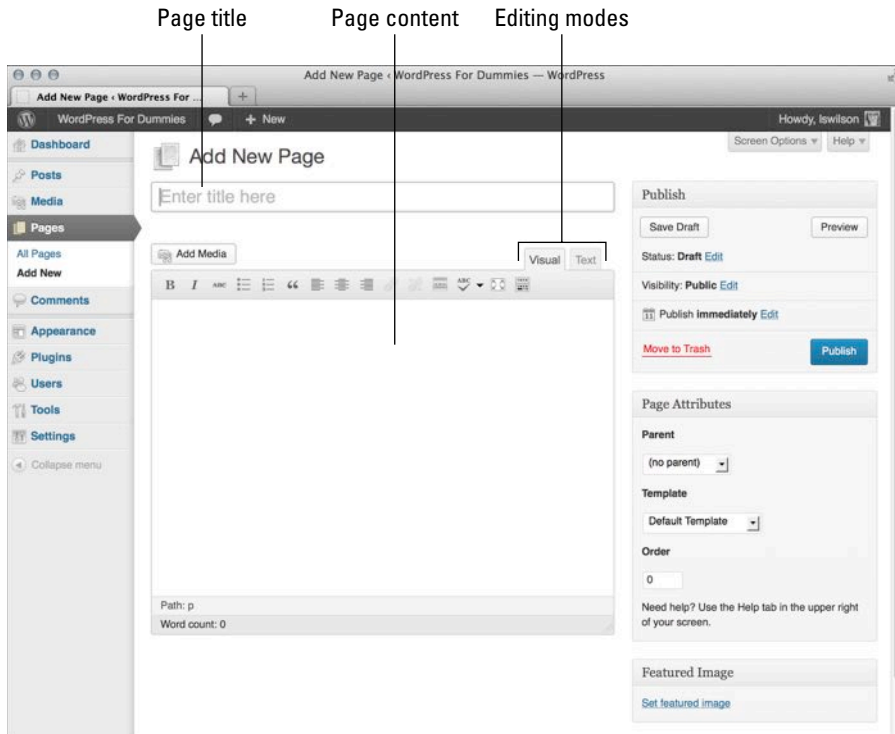 Page title
Page content
Editing modes
Add New Page ‹ WordPress For Dummies — WordPress
Add New Page ‹ WordPress For ...
WordPress For Dummies
+ New
Howdy, lswilson
Screen Options
Help
Dashboard
Posts
Media
Pages
All Pages
Add New
Comments
Appearance
Plugins
Users
Tools
Settings
Collapse menu
Add New Page
Enter title here
Add Media
Visual
Text
B I ABC
ABC
Path: p
Word count: 0
Publish
Save Draft
Preview
Status: Draft Edit
Visibility: Public Edit
11 Publish immediately Edit
Move to Trash
Publish
Page Attributes
Parent
(no parent)
Template
Default Template
Order
0
Need help? Use the Help tab in the upper right
of your screen.
Featured Image
Set featured image